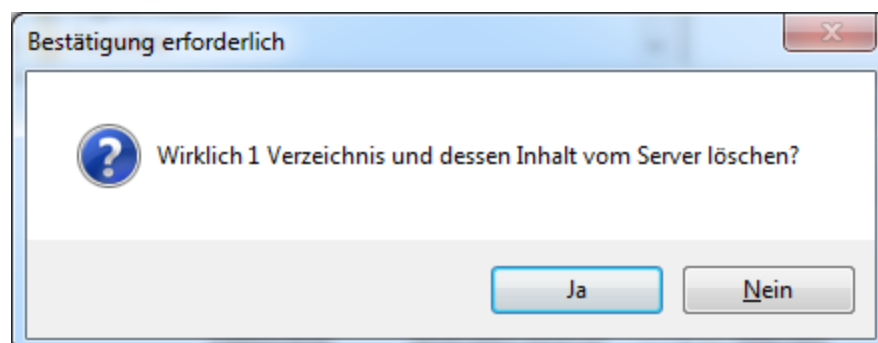 Bestätigung erforderlich
Wirklich 1 Verzeichnis und dessen Inhalt vom Server löschen?
Ja
Nein